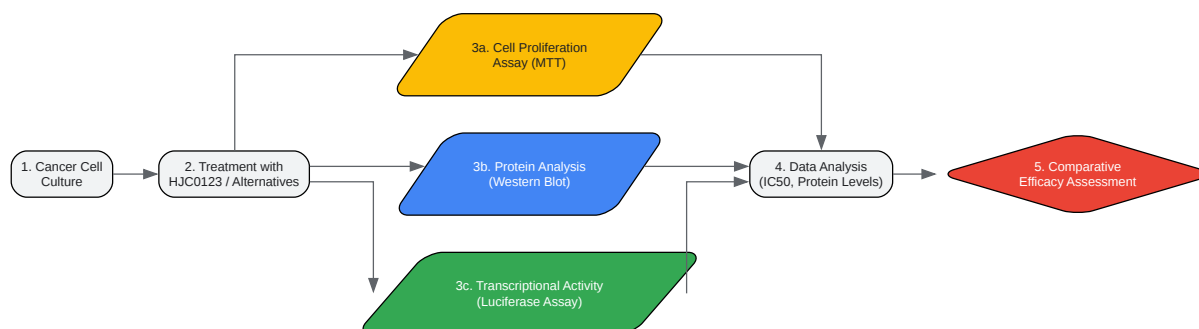 1. Cancer Cell
Culture
2. Treatment with
HJC0123 / Alternatives
3a. Cell Proliferation
Assay (MTT)
3b. Protein Analysis
(Western Blot)
3c. Transcriptional Activity
(Luciferase Assay)
4. Data Analysis
(IC50, Protein Levels)
5. Comparative
Efficacy Assessment